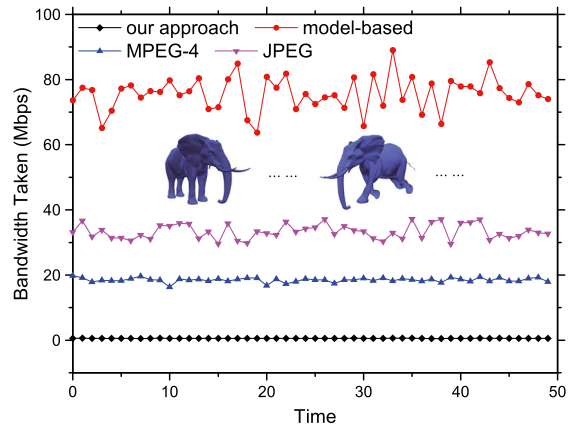 our approach model-based
MPEG-4 JPEG
100
80
60
40
20
0
Bandwidth Taken (Mbps)
... ... ... ...
0 10 20 30 40 50
Time